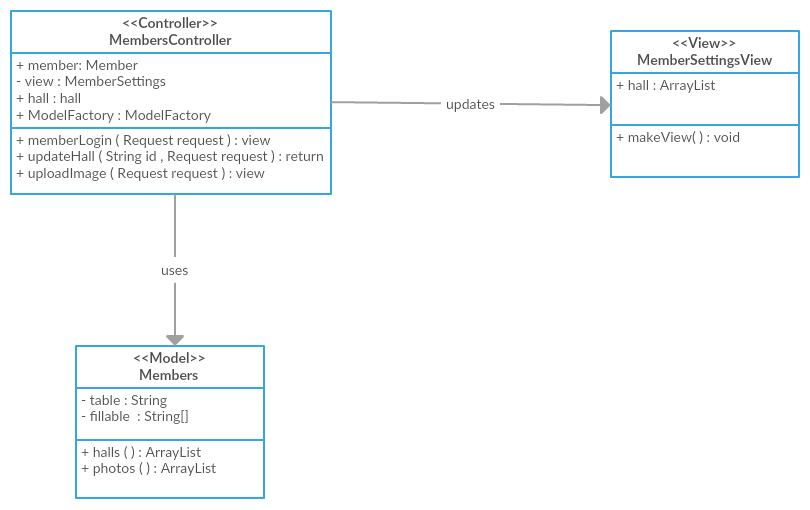 <<Controller>>
MembersController
+ member: Member
- view : MemberSettings
+ hall : hall
+ ModelFactory : ModelFactory
+ memberLogin ( Request request ) : view
+ updateHall ( String id , Request request ) : return
+ uploadImage ( Request request ) : view
updates
<<View>>
MemberSettingsView
+ hall : ArrayList
+ makeView( ) : void
uses
<<Model>>
Members
- table : String
- fillable  : String[]
+ halls ( ) : ArrayList
+ photos ( ) : ArrayList